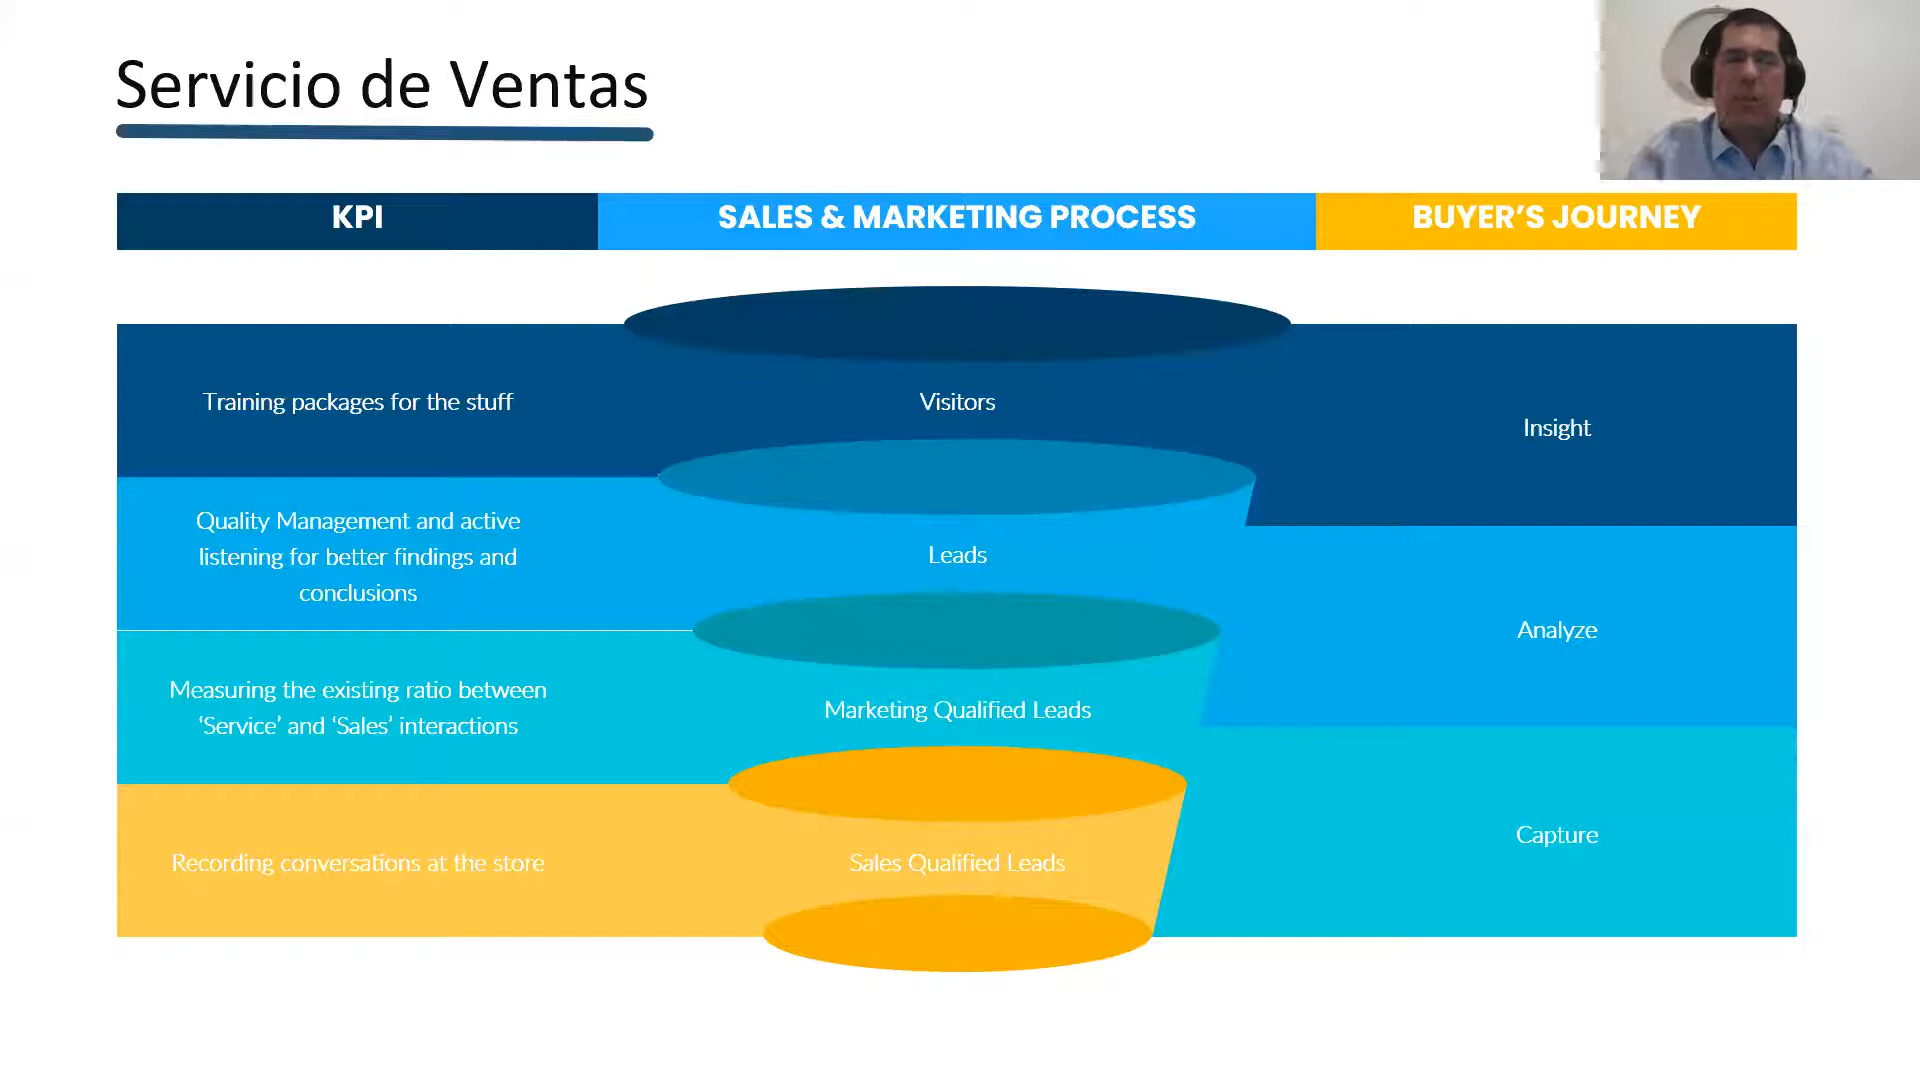 Servicio de Ventas
KPI
SALES & MARKETING PROCESS
BUYER’S JOURNEY
Training packages for the stuff
Visitors
Insight
Quality Management and active
listening for better findings and
conclusions
Leads
Analyze
Measuring the existing ratio between
‘Service’ and ‘Sales’ interactions
Marketing Qualified Leads
Capture
Recording conversations at the store
Sales Qualified Leads